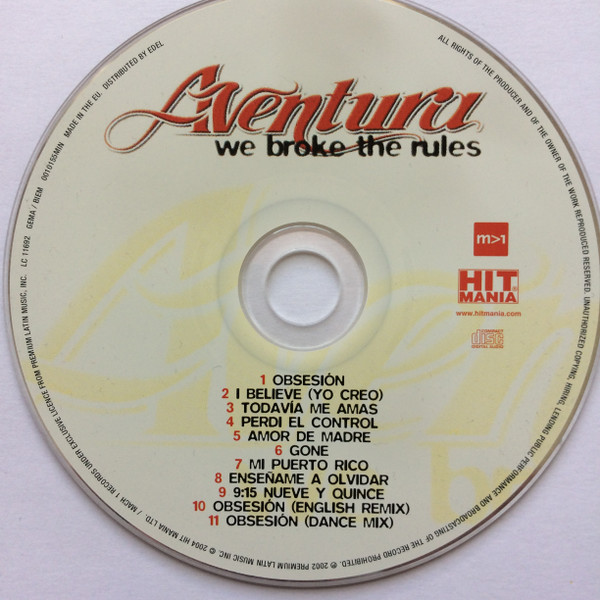 Aventura
we broke the rules
m>1
HIT
MANIA
www.hitmania.com
COMPACT
disc
DIGITAL AUDIO
1 OBSESIÓN
2 I BELIEVE (YO CREO)
3 TODAVÍA ME AMAS
4 PERDI EL CONTROL
5 AMOR DE MADRE
6 GONE
7 MI PUERTO RICO
8 ENSEÑAME A OLVIDAR
9 9:15 NUEVE Y QUINCE
10 OBSESIÓN (ENGLISH REMIX)
11 OBSESIÓN (DANCE MIX)
ALL RIGHTS OF THE PRODUCER AND OF THE OWNER OF THE WORK REPRODUCED RESERVED. UNAUTHORIZED COPYING, HIRING, LENDING PUBLIC PERFORMANCE AND BROADCASTING OF THE RECORD PROHIBITED. ℗ 2002 PREMIUM LATIN MUSIC INC. © 2004 HIT MANIA, LTD. / MACH 1 RECORDS UNDER EXCLUSIVE LICENCE FROM PREMIUM LATIN MUSIC, INC. LC 11692 GEMA / BIEM 0010155MIN MADE IN THE EU. DISTRIBUTED BY EDEL